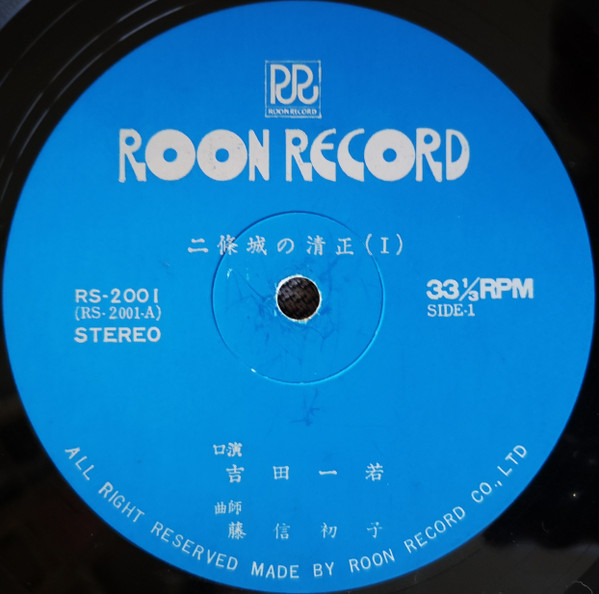 ROON RECORD
ROON RECORD
二條城の清正(I)
RS-2001
(RS-2001-A)
STEREO
33⅓RPM
SIDE-1
口演
吉田一若
曲師
藤信初子
ALL RIGHT RESERVED MADE BY ROON RECORD CO., LTD